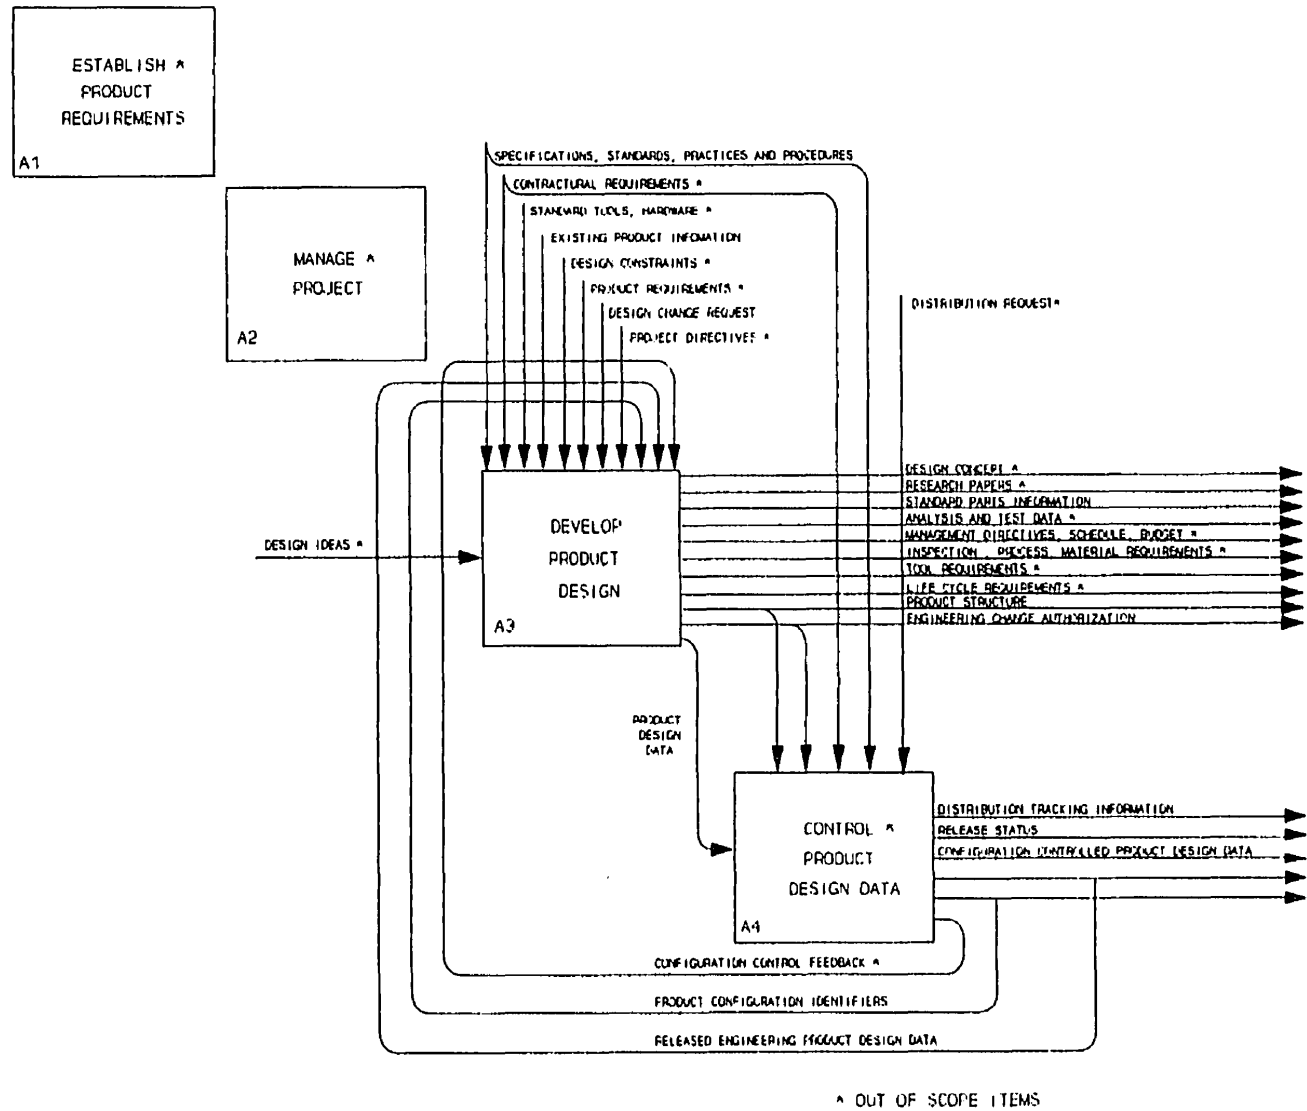 ESTABLISH *
PRODUCT
REQUIREMENTS
A1
SPECIFICATIONS, STANDARDS, PRACTICES AND PROCEDURES
CONTRACTURAL REQUIREMENTS *
STANDARD TOOLS, HARDWARE *
EXISTING PRODUCT INFOMATION
DESIGN CONSTRAINTS *
PRODUCT REQUIREMENTS *
DESIGN CHANGE REQUEST
PROJECT DIRECTIVES *
MANAGE *
PROJECT
A2
DISTRIBUTION REQUEST*
DESIGN IDEAS *
DEVELOP
PRODUCT
DESIGN
A3
DESIGN CONCEPT *
RESEARCH PAPERS *
STANDARD PARTS INFORMATION
ANALYSIS AND TEST DATA *
MANAGEMENT DIRECTIVES, SCHEDULE, BUDGET *
INSPECTION , PROCESS, MATERIAL REQUIREMENTS *
TOOL REQUIREMENTS *
LIFE CYCLE REQUIREMENTS *
PRODUCT STRUCTURE
ENGINEERING CHANGE AUTHORIZATION
PRODUCT
DESIGN
DATA
CONTROL *
PRODUCT
DESIGN DATA
A4
DISTRIBUTION TRACKING INFORMATION
RELEASE STATUS
CONFIGURATION CONTROLLED PRODUCT DESIGN DATA
CONFIGURATION CONTROL FEEDBACK *
PRODUCT CONFIGURATION IDENTIFIERS
RELEASED ENGINEERING PRODUCT DESIGN DATA
* OUT OF SCOPE ITEMS